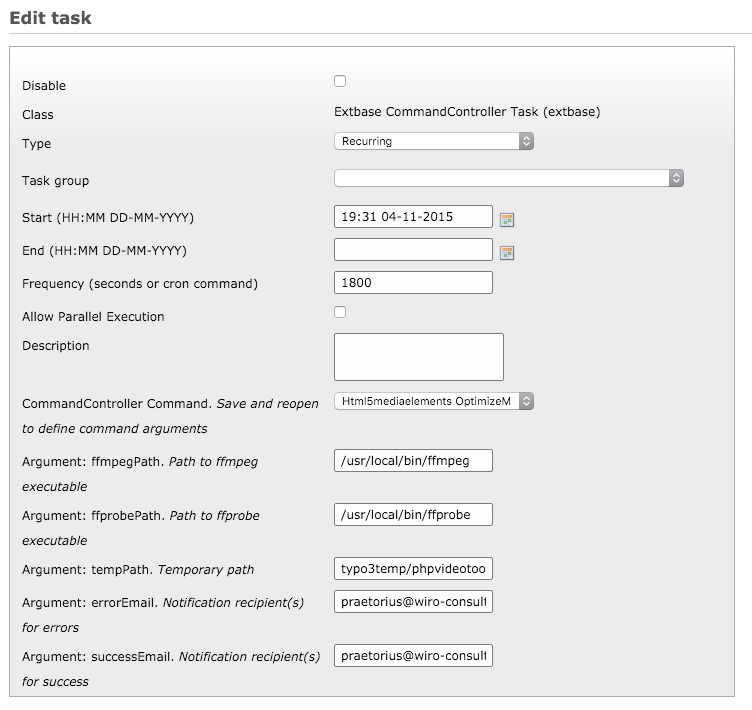 Edit task
Disable
Class Extbase CommandController Task (extbase)
Type Recurring
Task group
Start (HH:MM DD-MM-YYYY) 19:31 04-11-2015
End (HH:MM DD-MM-YYYY)
Frequency (seconds or cron command) 1800
Allow Parallel Execution
Description
CommandController Command. Save and reopen Html5mediaelements OptimizeM
to define command arguments
Argument: ffmpegPath. Path to ffmpeg /usr/local/bin/ffmpeg
executable
Argument: ffprobePath. Path to ffprobe /usr/local/bin/ffprobe
executable
Argument: tempPath. Temporary path typo3temp/phpvideotoo
Argument: errorEmail. Notification recipient(s) praetorius@wiro-consult
for errors
Argument: successEmail. Notification recipient(s) praetorius@wiro-consult
for success